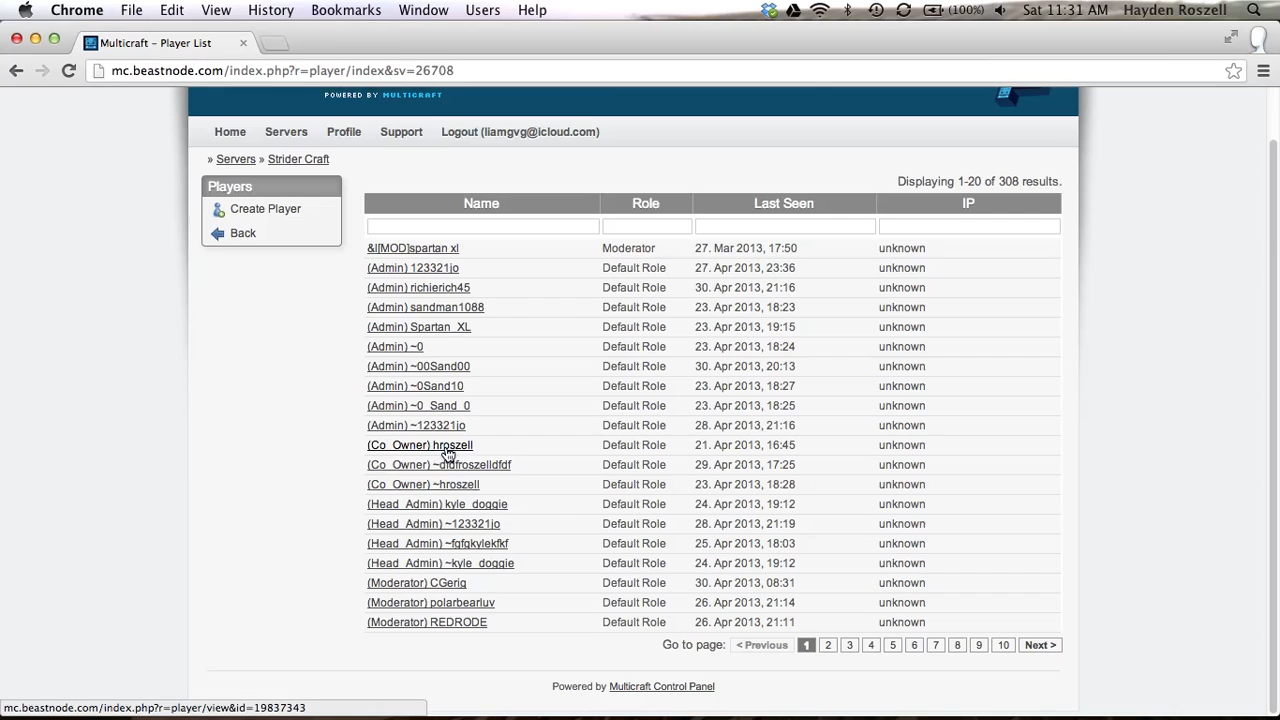 Chrome File Edit View History Bookmarks Window Users Help (100%) Sat 11:31 AM Hayden Roszell
Multicraft – Player List
mc.beastnode.com/index.php?r=player/index&sv=26708
POWERED BY MULTICRAFT
Home Servers Profile Support Logout (liamgvg@icloud.com)
» Servers » Strider Craft
Players
Create Player
Back
Displaying 1-20 of 308 results.
Name Role Last Seen IP
&l[MOD]spartan xl Moderator 27. Mar 2013, 17:50 unknown
(Admin) 123321jo Default Role 27. Apr 2013, 23:36 unknown
(Admin) richierich45 Default Role 30. Apr 2013, 21:16 unknown
(Admin) sandman1088 Default Role 23. Apr 2013, 18:23 unknown
(Admin) Spartan_XL Default Role 23. Apr 2013, 19:15 unknown
(Admin) ~0 Default Role 23. Apr 2013, 18:24 unknown
(Admin) ~00Sand00 Default Role 30. Apr 2013, 20:13 unknown
(Admin) ~0Sand10 Default Role 23. Apr 2013, 18:27 unknown
(Admin) ~0_Sand_0 Default Role 23. Apr 2013, 18:25 unknown
(Admin) ~123321jo Default Role 28. Apr 2013, 21:16 unknown
(Co_Owner) hroszell Default Role 21. Apr 2013, 16:45 unknown
(Co_Owner) ~dfdfroszelldfdf Default Role 29. Apr 2013, 17:25 unknown
(Co_Owner) ~hroszell Default Role 23. Apr 2013, 18:28 unknown
(Head_Admin) kyle_doggie Default Role 24. Apr 2013, 19:12 unknown
(Head_Admin) ~123321jo Default Role 28. Apr 2013, 21:19 unknown
(Head_Admin) ~fgfgkylekfkf Default Role 25. Apr 2013, 18:03 unknown
(Head_Admin) ~kyle_doggie Default Role 24. Apr 2013, 19:12 unknown
(Moderator) CGerig Default Role 30. Apr 2013, 08:31 unknown
(Moderator) polarbearluv Default Role 26. Apr 2013, 21:14 unknown
(Moderator) REDRODE Default Role 26. Apr 2013, 21:11 unknown
Go to page: < Previous 1 2 3 4 5 6 7 8 9 10 Next >
Powered by Multicraft Control Panel
mc.beastnode.com/index.php?r=player/view&id=19837343